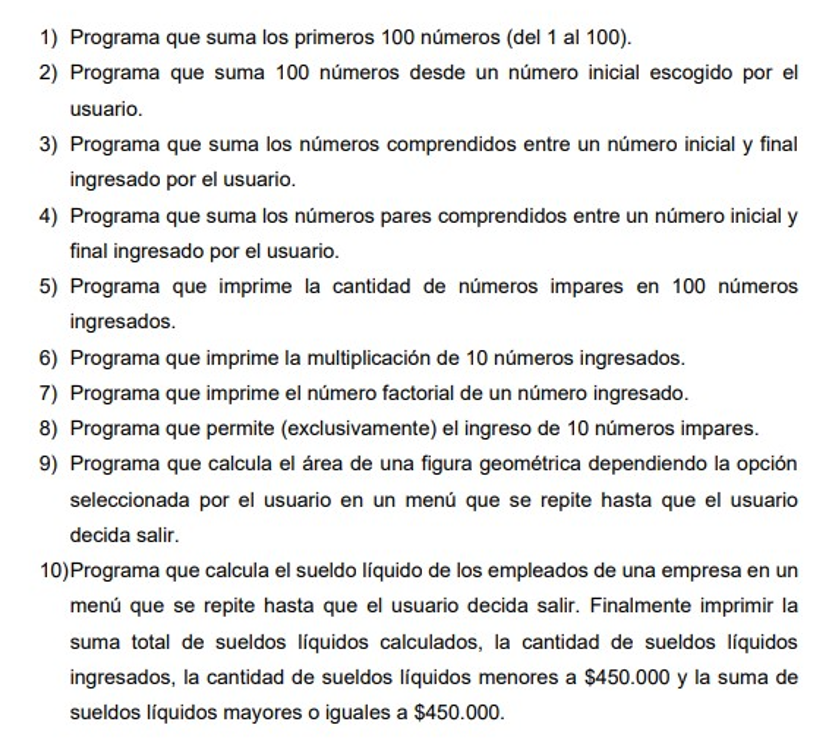 1) Programa que suma los primeros 100 números (del 1 al 100).
2) Programa que suma 100 números desde un número inicial escogido por el
usuario.
3) Programa que suma los números comprendidos entre un número inicial y final
ingresado por el usuario.
4) Programa que suma los números pares comprendidos entre un número inicial y
final ingresado por el usuario.
5) Programa que imprime la cantidad de números impares en 100 números
ingresados.
6) Programa que imprime la multiplicación de 10 números ingresados.
7) Programa que imprime el número factorial de un número ingresado.
8) Programa que permite (exclusivamente) el ingreso de 10 números impares.
9) Programa que calcula el área de una figura geométrica dependiendo la opción
seleccionada por el usuario en un menú que se repite hasta que el usuario
decida salir.
10)Programa que calcula el sueldo líquido de los empleados de una empresa en un
menú que se repite hasta que el usuario decida salir. Finalmente imprimir la
suma total de sueldos líquidos calculados, la cantidad de sueldos líquidos
ingresados, la cantidad de sueldos líquidos menores a $450.000 y la suma de
sueldos líquidos mayores o iguales a $450.000.